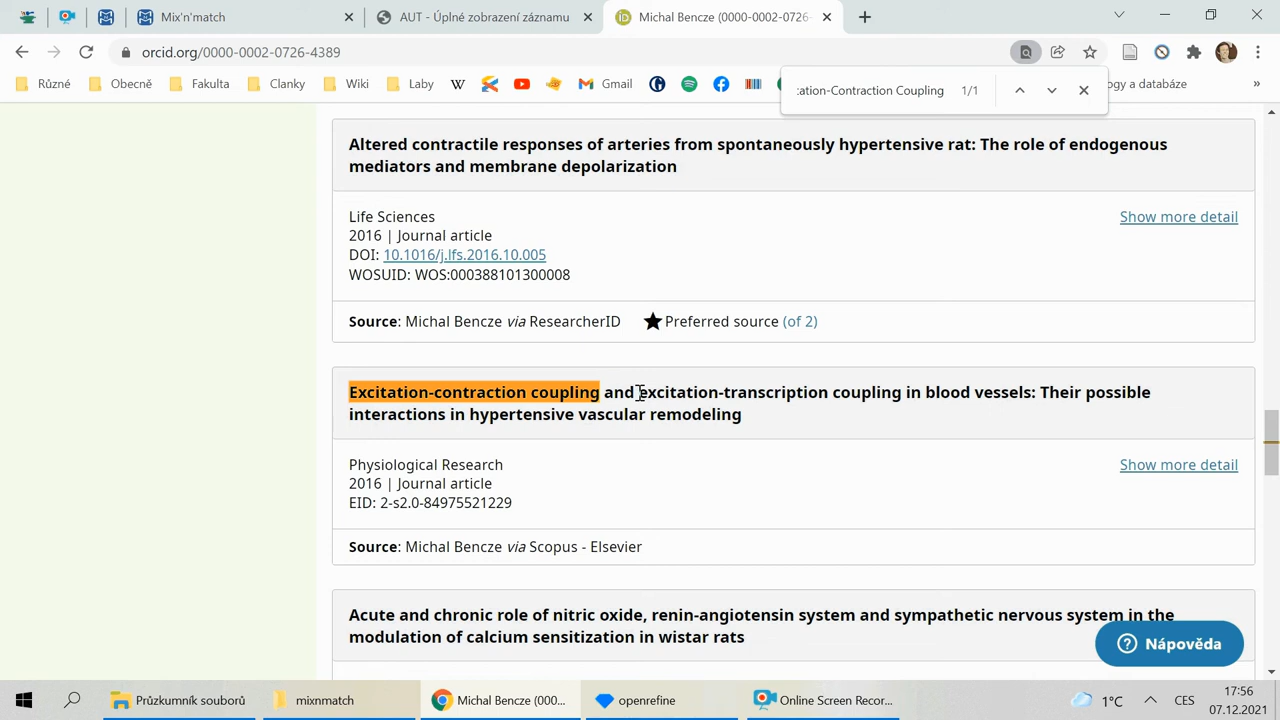 Mix'n'match
AUT - Úplné zobrazení záznamu
Michal Bencze (0000-0002-0726-
orcid.org/0000-0002-0726-4389
Různé
Obecně
Fakulta
Clanky
Wiki
Laby
Gmail
ogy a databáze
»
:ation-Contraction Coupling 1/1
Altered contractile responses of arteries from spontaneously hypertensive rat: The role of endogenous
mediators and membrane depolarization
Life Sciences
Show more detail
2016 | Journal article
DOI: 10.1016/j.lfs.2016.10.005
WOSUID: WOS:000388101300008
Source: Michal Bencze via ResearcherID ★Preferred source (of 2)
Excitation-contraction coupling and excitation-transcription coupling in blood vessels: Their possible
interactions in hypertensive vascular remodeling
Physiological Research
Show more detail
2016 | Journal article
EID: 2-s2.0-84975521229
Source: Michal Bencze via Scopus - Elsevier
Acute and chronic role of nitric oxide, renin-angiotensin system and sympathetic nervous system in the
modulation of calcium sensitization in wistar rats
Nápověda
Průzkumník souborů
mixnmatch
Michal Bencze (000...
openrefine
Online Screen Recor...
1°C
CES
17:56
07.12.2021